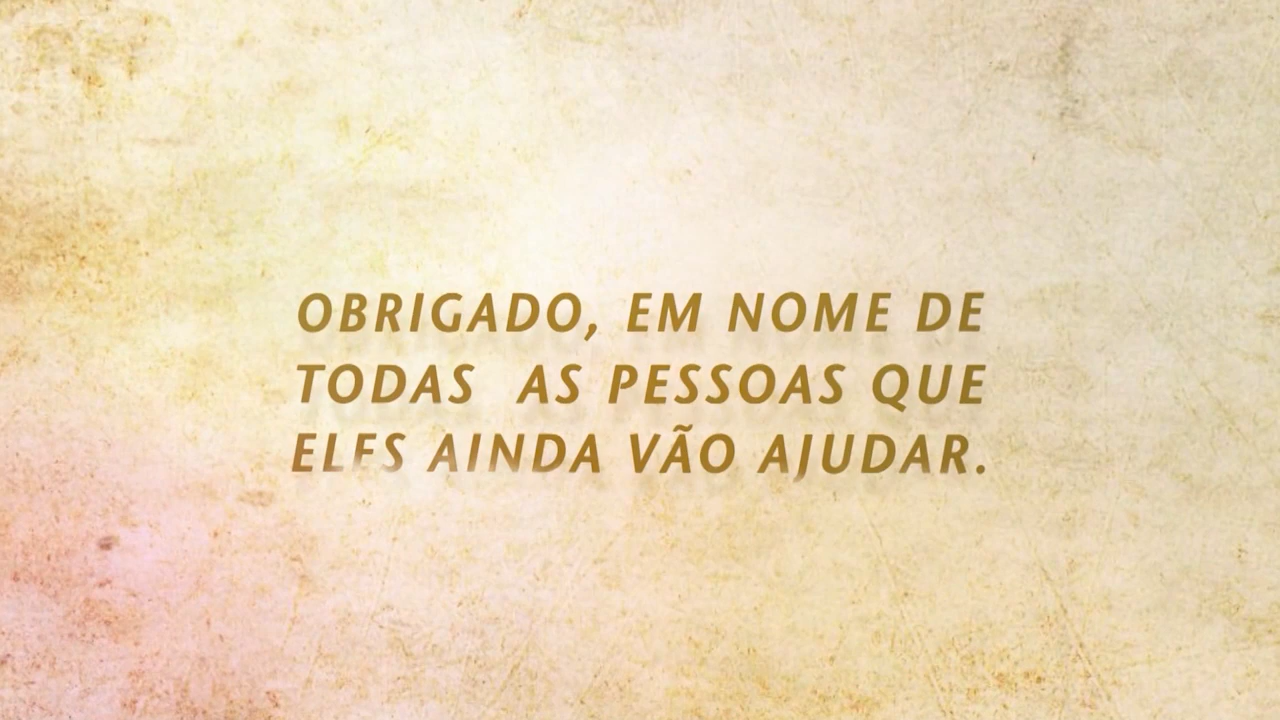 OBRIGADO, EM NOME DE
TODAS AS PESSOAS QUE
ELES AINDA VÃO AJUDAR.